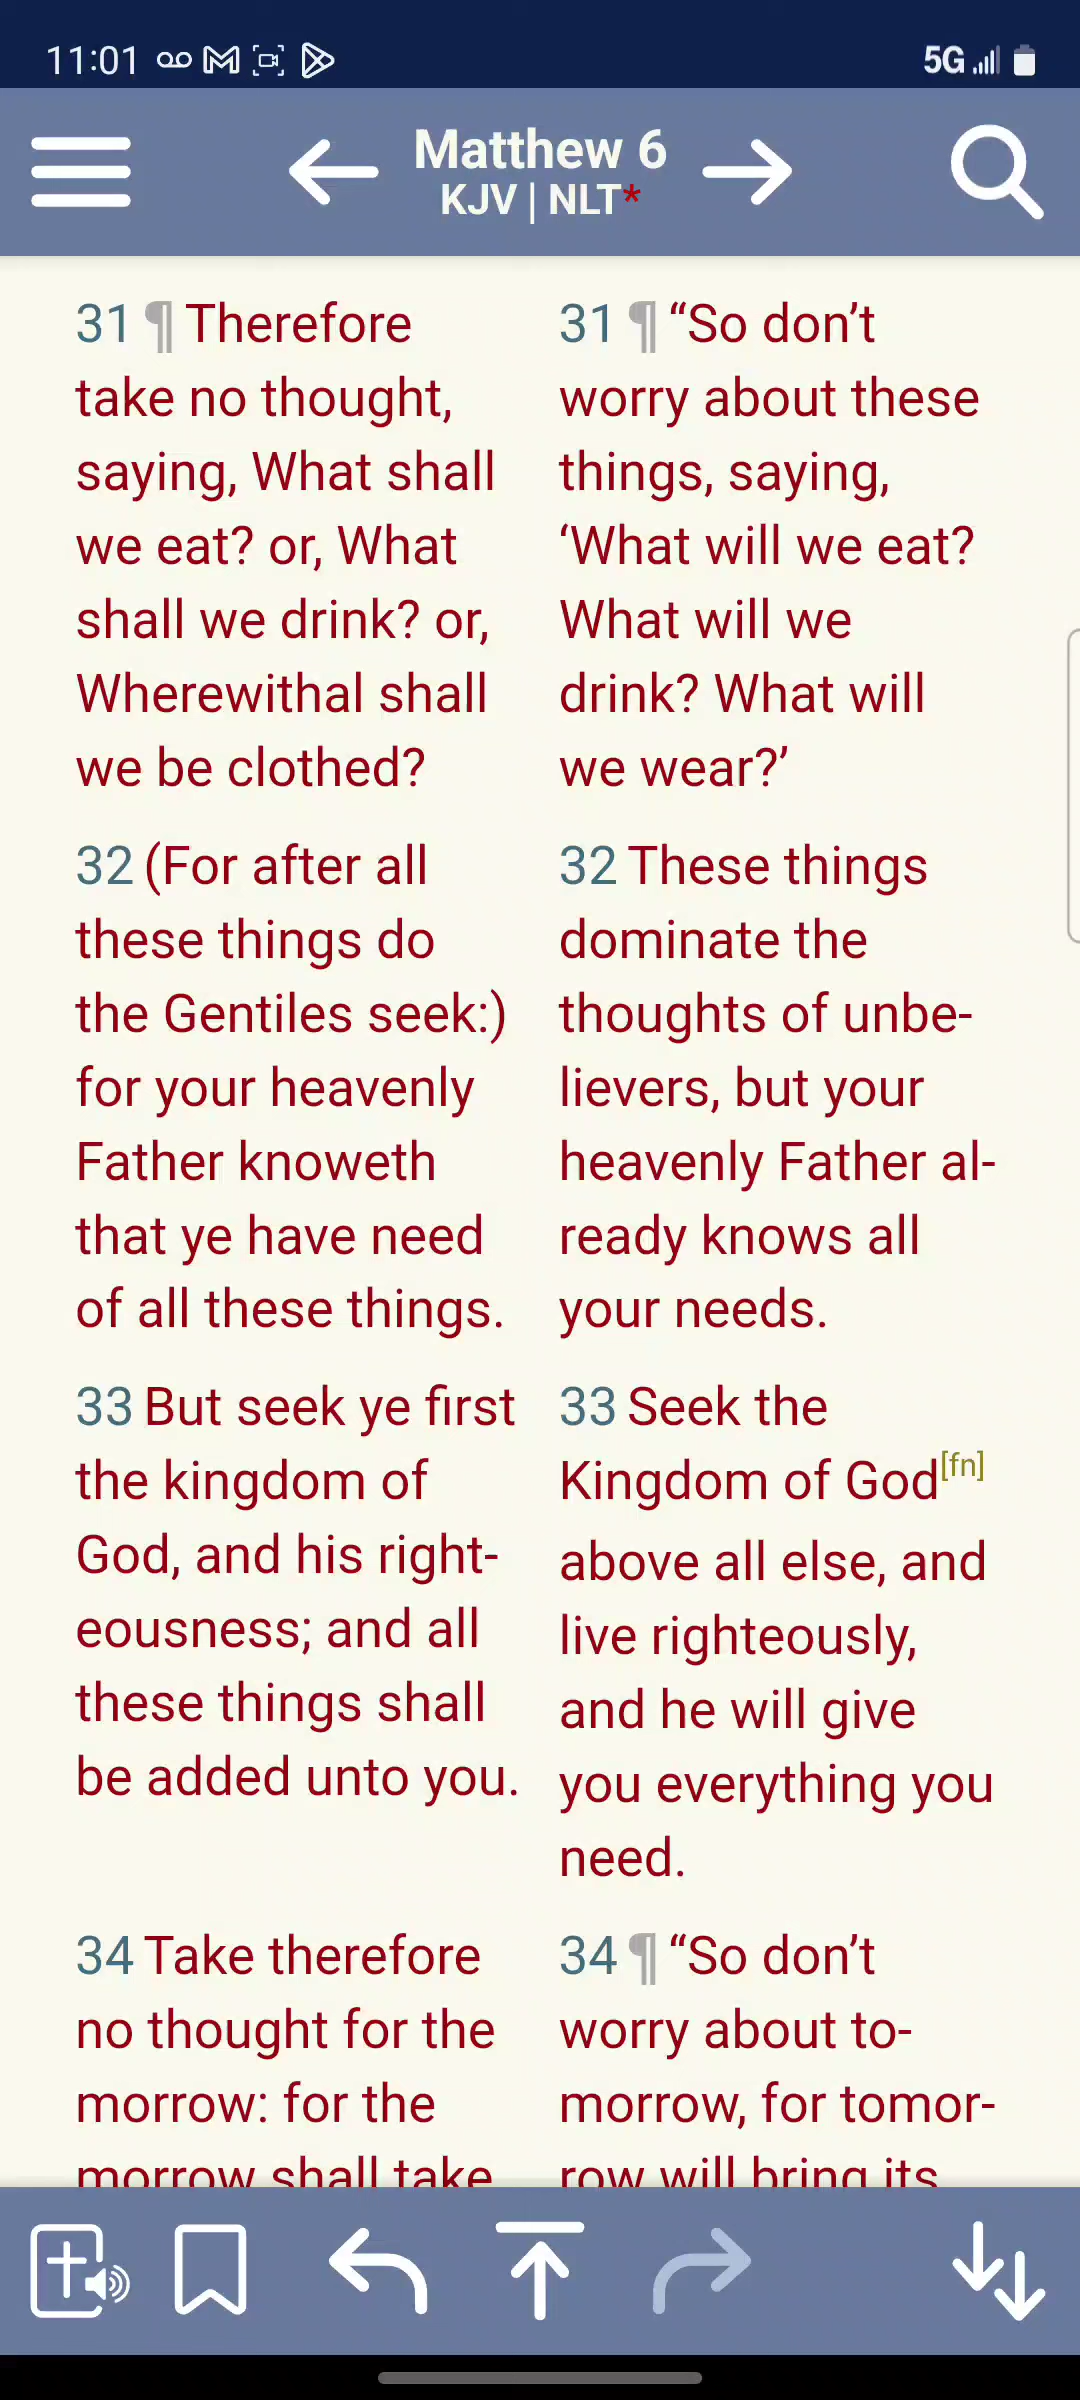 11:01
5G
Matthew 6
KJV | NLT*
31 ¶ Therefore
take no thought,
saying, What shall
we eat? or, What
shall we drink? or,
Wherewithal shall
we be clothed?
32 (For after all
these things do
the Gentiles seek:)
for your heavenly
Father knoweth
that ye have need
of all these things.
33 But seek ye first
the kingdom of
God, and his right-
eousness; and all
these things shall
be added unto you.
34 Take therefore
no thought for the
morrow: for the
morrow shall take
31 ¶ “So don’t
worry about these
things, saying,
‘What will we eat?
What will we
drink? What will
we wear?’
32 These things
dominate the
thoughts of unbe-
lievers, but your
heavenly Father al-
ready knows all
your needs.
33 Seek the
Kingdom of God[fn]
above all else, and
live righteously,
and he will give
you everything you
need.
34 ¶ “So don’t
worry about to-
morrow, for tomor-
row will bring its